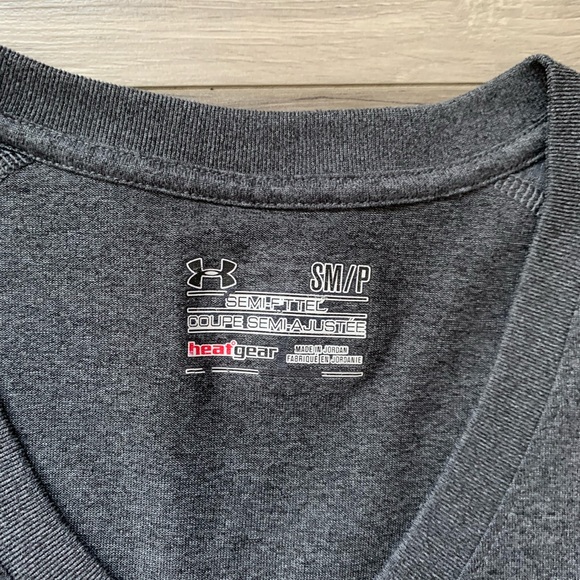 SM/P
SEMI-FITTED
COUPE SEMI-AJUSTÉE
heatgear
MADE IN JORDAN
FABRIQUÉ EN JORDANIE